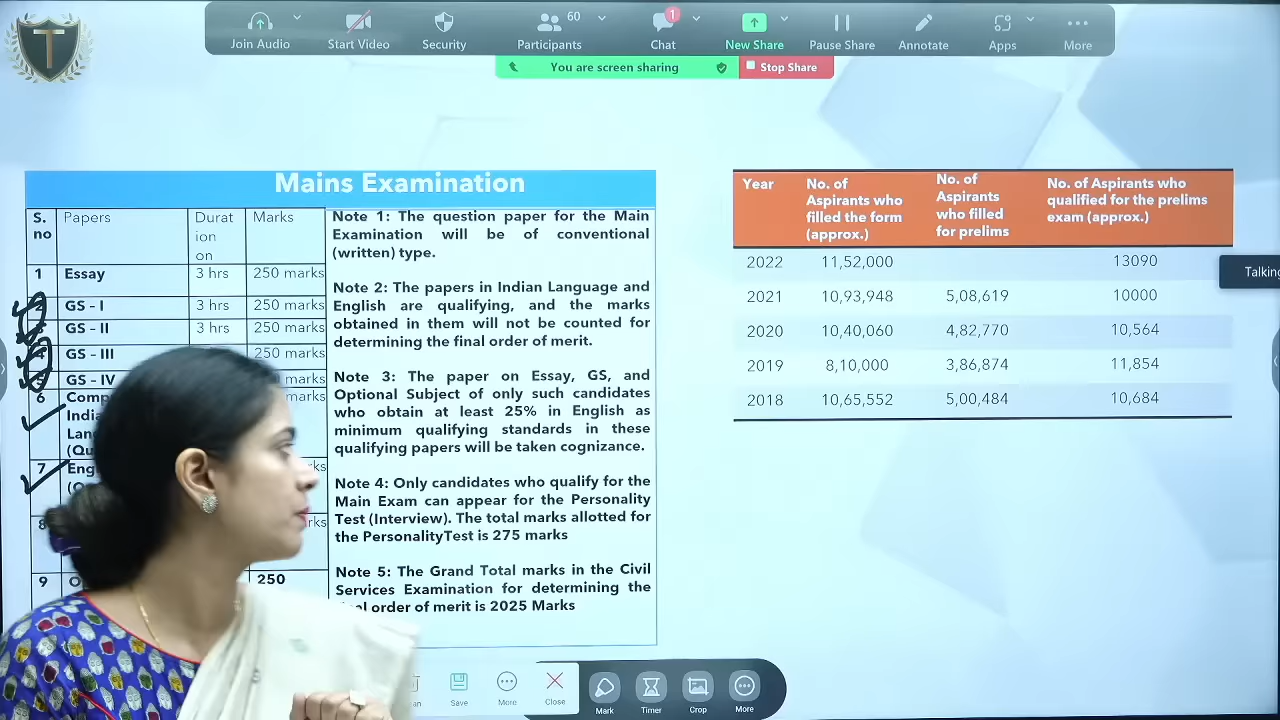 T
Join Audio
Start Video
Security
60
Participants
1
Chat
New Share
Pause Share
Annotate
Apps
More
You are screen sharing
Stop Share
Mains Examination
S. no Papers Durat ion on Marks
1 Essay 3 hrs 250 marks
GS - I 3 hrs 250 marks
GS - II 3 hrs 250 marks
GS - III 250 marks
GS - IV marks
6 Comp marks
India
Lan
(Qu
7 Eng
8
9 250
Note 1: The question paper for the Main
Examination will be of conventional
(written) type.
Note 2: The papers in Indian Language and
English are qualifying, and the marks
obtained in them will not be counted for
determining the final order of merit.
Note 3: The paper on Essay, GS, and
Optional Subject of only such candidates
who obtain at least 25% in English as
minimum qualifying standards in these
qualifying papers will be taken cognizance.
Note 4: Only candidates who qualify for the
Main Exam can appear for the Personality
Test (Interview). The total marks allotted for
the PersonalityTest is 275 marks
Note 5: The Grand Total marks in the Civil
Services Examination for determining the
order of merit is 2025 Marks
Year No. of Aspirants who filled the form (approx.) No. of Aspirants who filled for prelims No. of Aspirants who qualified for the prelims exam (approx.)
2022 11,52,000 13090
2021 10,93,948 5,08,619 10000
2020 10,40,060 4,82,770 10,564
2019 8,10,000 3,86,874 11,854
2018 10,65,552 5,00,484 10,684
Talking
Save
More
Close
Mark
Timer
Crop
More